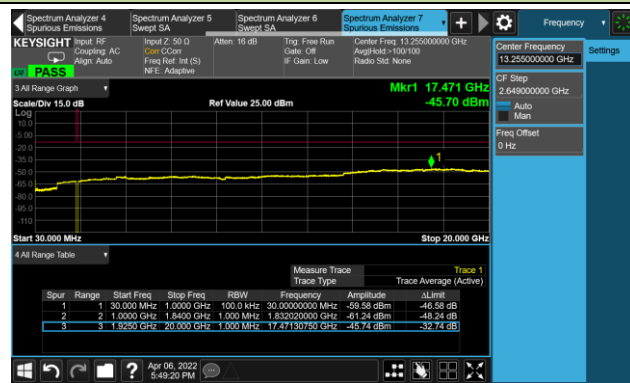 Spectrum Analyzer 4
Spurious Emissions
Spectrum Analyzer 5
Swept SA
Spectrum Analyzer 6
Swept SA
Spectrum Analyzer 7
Spurious Emissions
Frequency
KEYSIGHT
Input: RF
Coupling: AC
Align: Auto
Input Z: 50 Ω
Corr CCorr
Freq Ref: Int (S)
NFE: Adaptive
Atten: 16 dB
Trig: Free Run
Gate: Off
IF Gain: Low
Center Freq: 13.255000000 GHz
Avg|Hold:>100/100
Radio Std: None
PASS
Center Frequency
13.255000000 GHz
Settings
CF Step
2.649000000 GHz
Auto
Man
Freq Offset
0 Hz
3 All Range Graph
Mkr1 17.471 GHz
Scale/Div 15.0 dB
Ref Value 25.00 dBm
-45.70 dBm
Log
10.0
-5.00
-20.0
-35.0
-50.0
-65.0
-80.0
-95.0
-110
1
Start 30.000 MHz
Stop 20.000 GHz
4 All Range Table
Measure Trace Trace 1
Trace Type Trace Average (Active)
Spur Range Start Freq Stop Freq RBW Frequency Amplitude ΔLimit
1 1 30.000 MHz 1.0000 GHz 100.0 kHz 30.00000000 MHz -59.58 dBm -46.58 dB
2 2 1.0000 GHz 1.8400 GHz 1.000 MHz 1.832020000 GHz -61.24 dBm -48.24 dB
3 3 1.9250 GHz 20.000 GHz 1.000 MHz 17.47130750 GHz -45.74 dBm -32.74 dB
?
Apr 06, 2022
5:49:20 PM